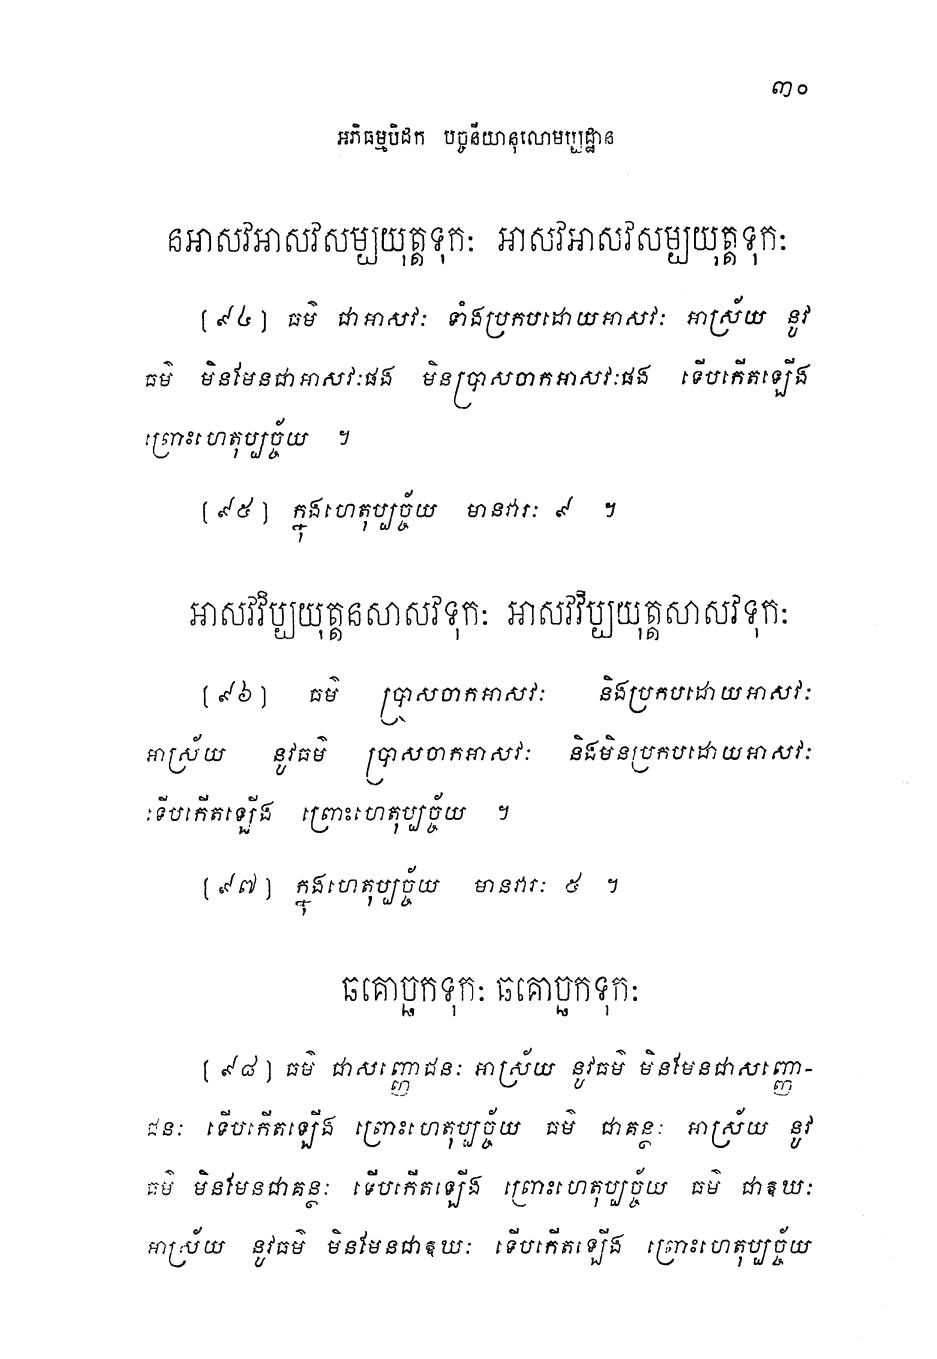 ៣០
អភិធម្មបិដក បច្ចនីយានុលោមប្បដ្ឋាន
នអាសវអាសវសម្បយុត្តទុកៈ អាសវអាសវសម្បយុត្តទុកៈ
(៩៤) ធម៌ ជាអាសវៈ ទាំងប្រកបដោយអាសវៈ អាស្រ័យ នូវ
ធម៌ មិនមែនជាអាសវៈផង មិនប្រាសចាកអាសវៈផង ទើបកើតឡើង
ព្រោះហេតុប្បច្ច័យ ។
(៩៥) ក្នុងហេតុប្បច្ច័យ មានវារៈ ៩ ។
អាសវវិប្បយុត្តនសាសវទុកៈ អាសវវិប្បយុត្តសាសវទុកៈ
(៩៦) ធម៌ ប្រាសចាកអាសវៈ និងប្រកបដោយអាសវៈ
អាស្រ័យ នូវធម៌ ប្រាសចាកអាសវៈ និងមិនប្រកបដោយអាសវៈ
ទើបកើតឡើង ព្រោះហេតុប្បច្ច័យ ។
(៩៧) ក្នុងហេតុប្បច្ច័យ មានវារៈ ៥ ។
ឆគោច្ឆកទុកៈ ឆគោច្ឆកទុកៈ
(៩៨) ធម៌ ជាសញ្ញោជនៈ អាស្រ័យ នូវធម៌ មិនមែនជាសញ្ញោ-
ជនៈ ទើបកើតឡើង ព្រោះហេតុប្បច្ច័យ ធម៌ ជាគន្ថៈ អាស្រ័យ នូវ
ធម៌ មិនមែនជាគន្ថៈ ទើបកើតឡើង ព្រោះហេតុប្បច្ច័យ ធម៌ ជាឱឃៈ
អាស្រ័យ នូវធម៌ មិនមែនជាឱឃៈ ទើបកើតឡើង ព្រោះហេតុប្បច្ច័យ